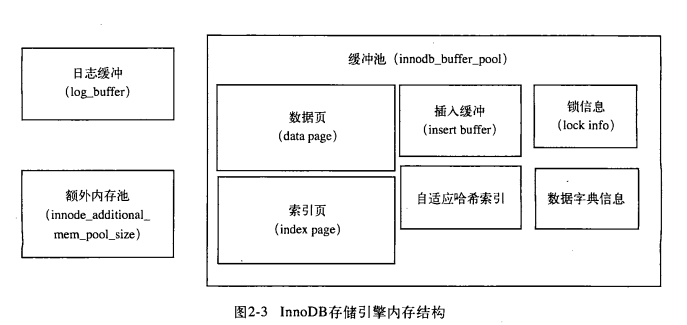 日志缓冲
(log_buffer)
额外内存池
(innode_additional_
mem_pool_size)
缓冲池（innodb_buffer_pool）
数据页
(data page)
索引页
(index page)
插入缓冲
(insert buffer)
自适应哈希索引
锁信息
(lock info)
数据字典信息
图2-3 InnoDB存储引擎内存结构